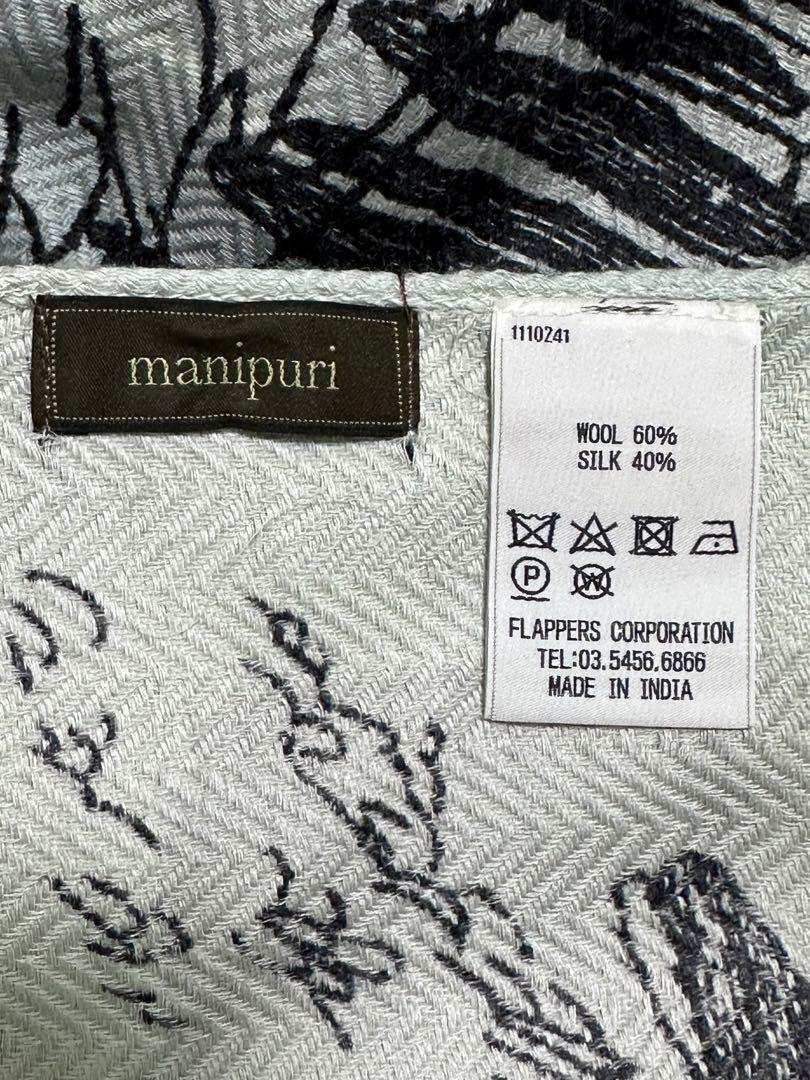 manipuri
1110241
WOOL 60%
SILK 40%
P W
FLAPPERS CORPORATION
TEL:03.5456.6866
MADE IN INDIA